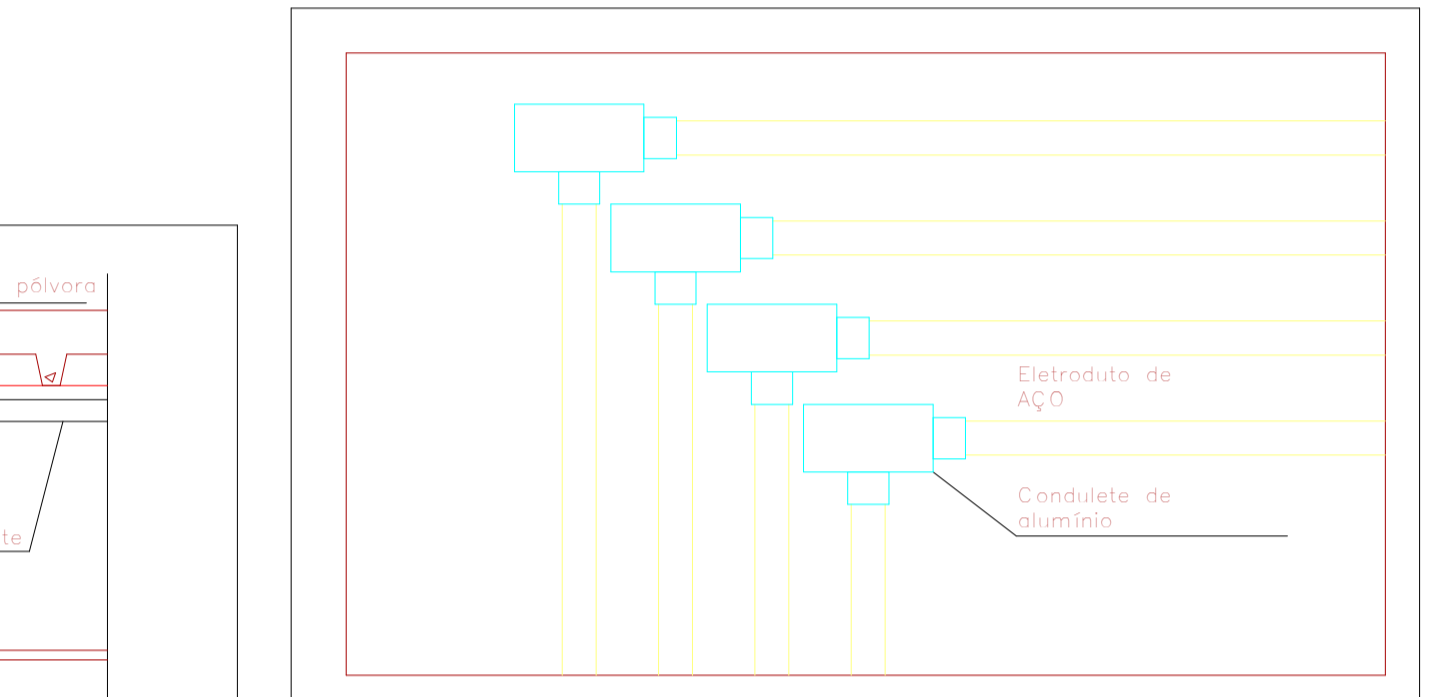 pólvora
te
Eletroduto de
AÇO
Condulete de
alumínio